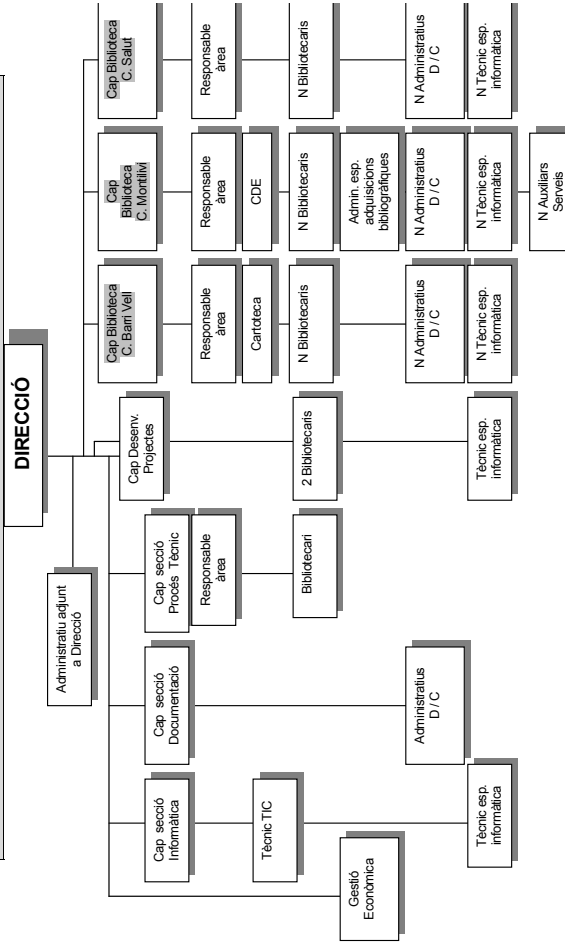 DIRECCIÓ
Administratiu adjunt
a Direcció
Gestió
Econòmica
Cap secció
Informàtica
Tècnic TIC
Tècnic esp.
informàtica
Cap secció
Documentació
Administratius
D / C
Cap secció
Procés Tècnic
Responsable
àrea
Bibliotecari
Cap Desenv.
Projectes
2 Bibliotecaris
Tècnic esp.
informàtica
Cap Biblioteca
C. Barri Vell
Responsable
àrea
Cartoteca
N Bibliotecaris
N Administratius
D / C
N Tècnic esp.
informàtica
Cap
Biblioteca
C. Montilivi
Responsable
àrea
CDE
N Bibliotecaris
Admin. esp.
adquisicions
bibliogràfiques
N Administratius
D / C
N Tècnic esp.
informàtica
N Auxiliars
Serveis
Cap Biblioteca
C. Salut
Responsable
àrea
N Bibliotecaris
N Administratius
D / C
N Tècnic esp.
informàtica